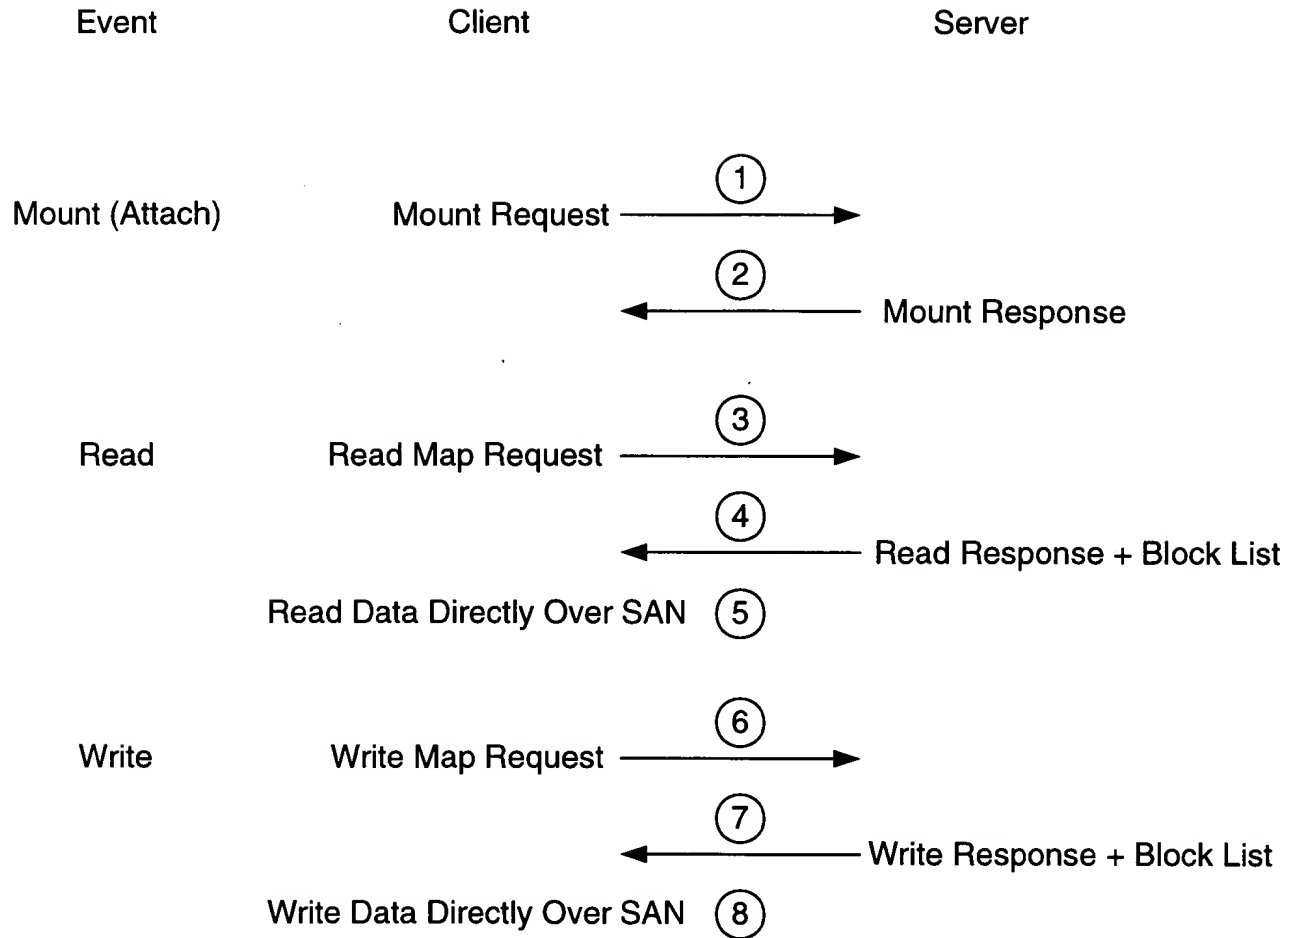 Event Client Server
1
Mount (Attach) Mount Request
2
Mount Response
3
Read Read Map Request
4
Read Response + Block List
Read Data Directly Over SAN 5
6
Write Write Map Request
7
Write Response + Block List
Write Data Directly Over SAN 8